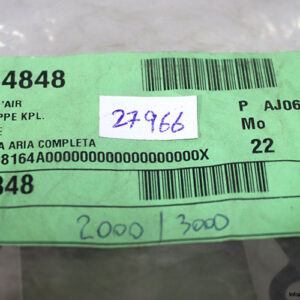 4848
'AIR
PPE KPL.
E
A ARIA COMPLETA
8164A000000000000000000X
27966
P AJ06
Mo
22
848
2000/3000